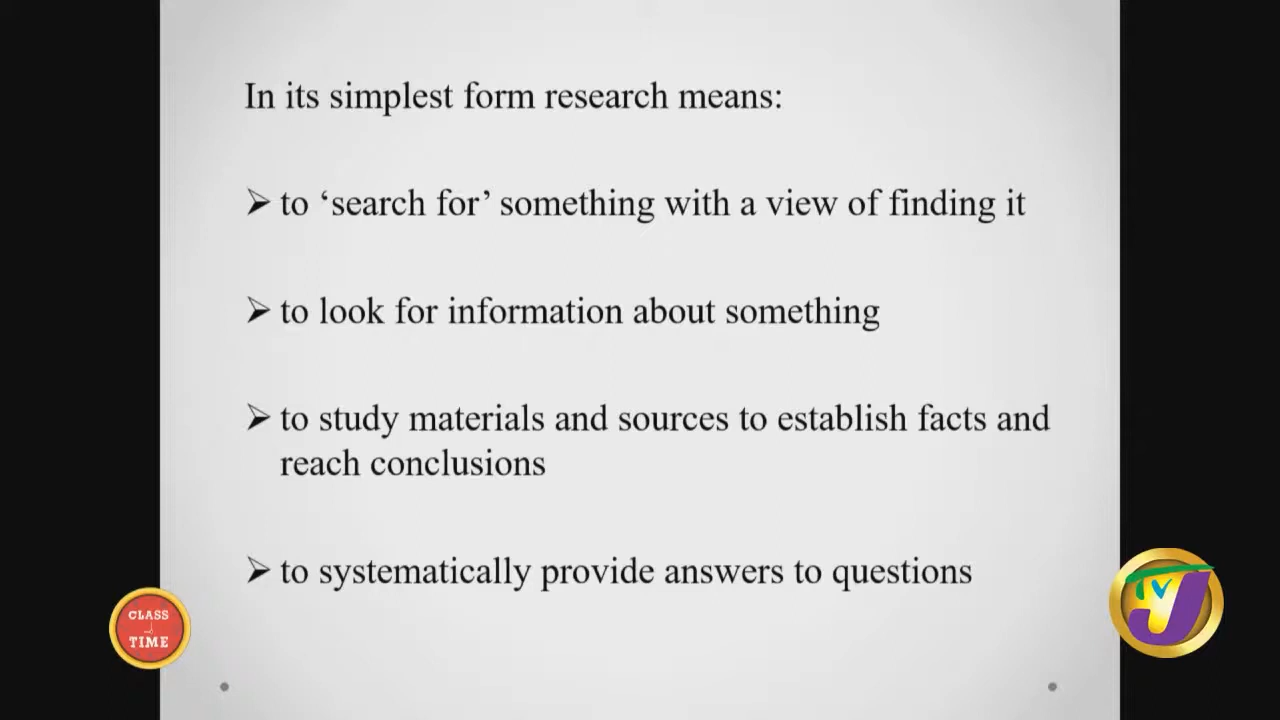 In its simplest form research means:
➢ to ‘search for’ something with a view of finding it
➢ to look for information about something
➢ to study materials and sources to establish facts and
reach conclusions
➢ to systematically provide answers to questions
CLASS
TIME
TVJ